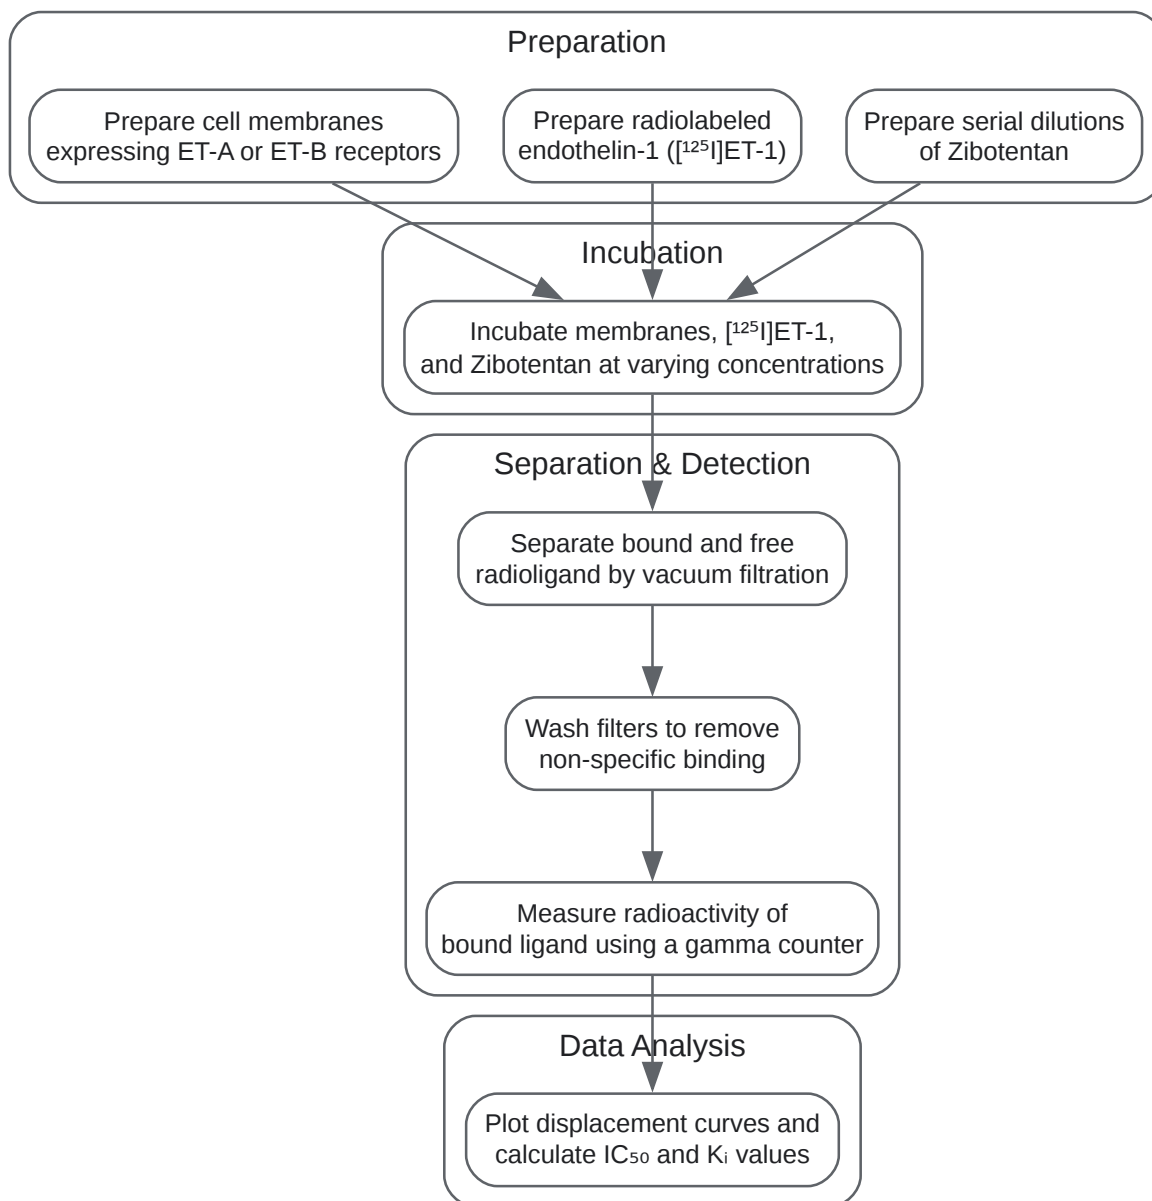 Preparation
Prepare cell membranes
expressing ET-A or ET-B receptors
Prepare radiolabeled
endothelin-1 ([¹²⁵I]ET-1)
Prepare serial dilutions
of Zibotentan
Incubation
Incubate membranes, [¹²⁵I]ET-1,
and Zibotentan at varying concentrations
Separation & Detection
Separate bound and free
radioligand by vacuum filtration
Wash filters to remove
non-specific binding
Measure radioactivity of
bound ligand using a gamma counter
Data Analysis
Plot displacement curves and
calculate IC₅₀ and Kᵢ values